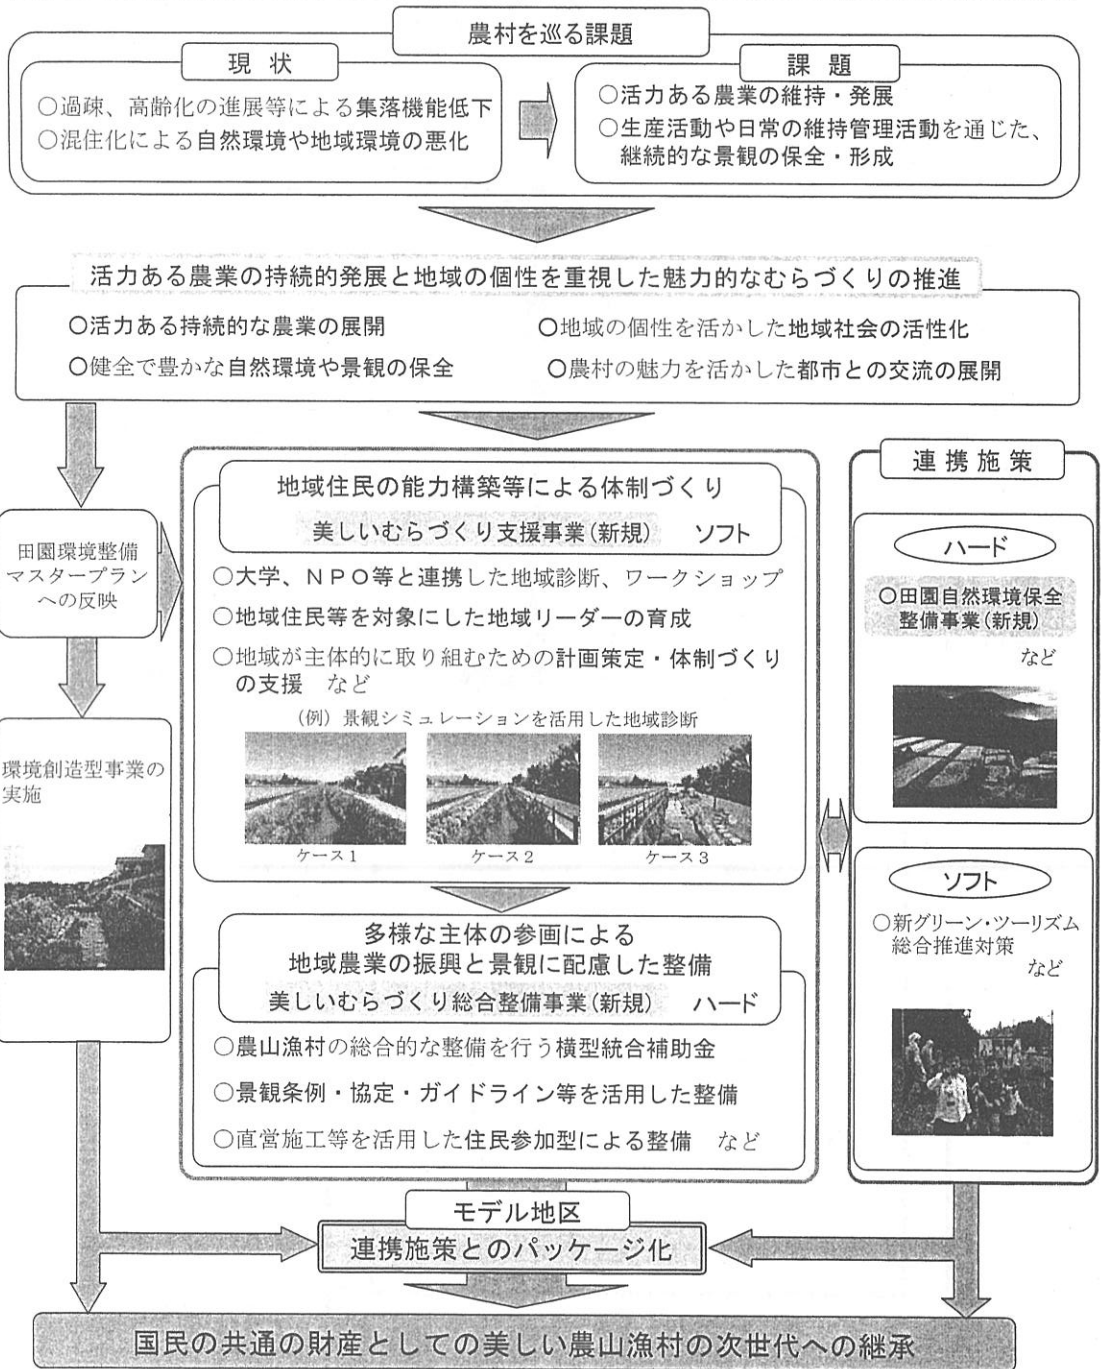 農村を巡る課題
現状
○過疎、高齢化の進展等による集落機能低下
○混住化による自然環境や地域環境の悪化
課題
○活力ある農業の維持・発展
○生産活動や日常の維持管理活動を通じた、
継続的な景観の保全・形成
活力ある農業の持続的発展と地域の個性を重視した魅力的なむらづくりの推進
○活力ある持続的な農業の展開
○地域の個性を活かした地域社会の活性化
○健全で豊かな自然環境や景観の保全
○農村の魅力を活かした都市との交流の展開
田園環境整備
マスタープラン
への反映
環境創造型事業の
実施
地域住民の能力構築等による体制づくり
美しいむらづくり支援事業(新規) ソフト
○大学、NPO等と連携した地域診断、ワークショップ
○地域住民等を対象にした地域リーダーの育成
○地域が主体的に取り組むための計画策定・体制づくり
の支援 など
(例)景観シミュレーションを活用した地域診断
ケース1
ケース2
ケース3
多様な主体の参画による
地域農業の振興と景観に配慮した整備
美しいむらづくり総合整備事業(新規) ハード
○農山漁村の総合的な整備を行う横型統合補助金
○景観条例・協定・ガイドライン等を活用した整備
○直営施工等を活用した住民参加型による整備 など
連携施策
ハード
○田園自然環境保全
整備事業(新規)
など
ソフト
○新グリーン・ツーリズム
総合推進対策
など
モデル地区
連携施策とのパッケージ化
国民の共通の財産としての美しい農山漁村の次世代への継承